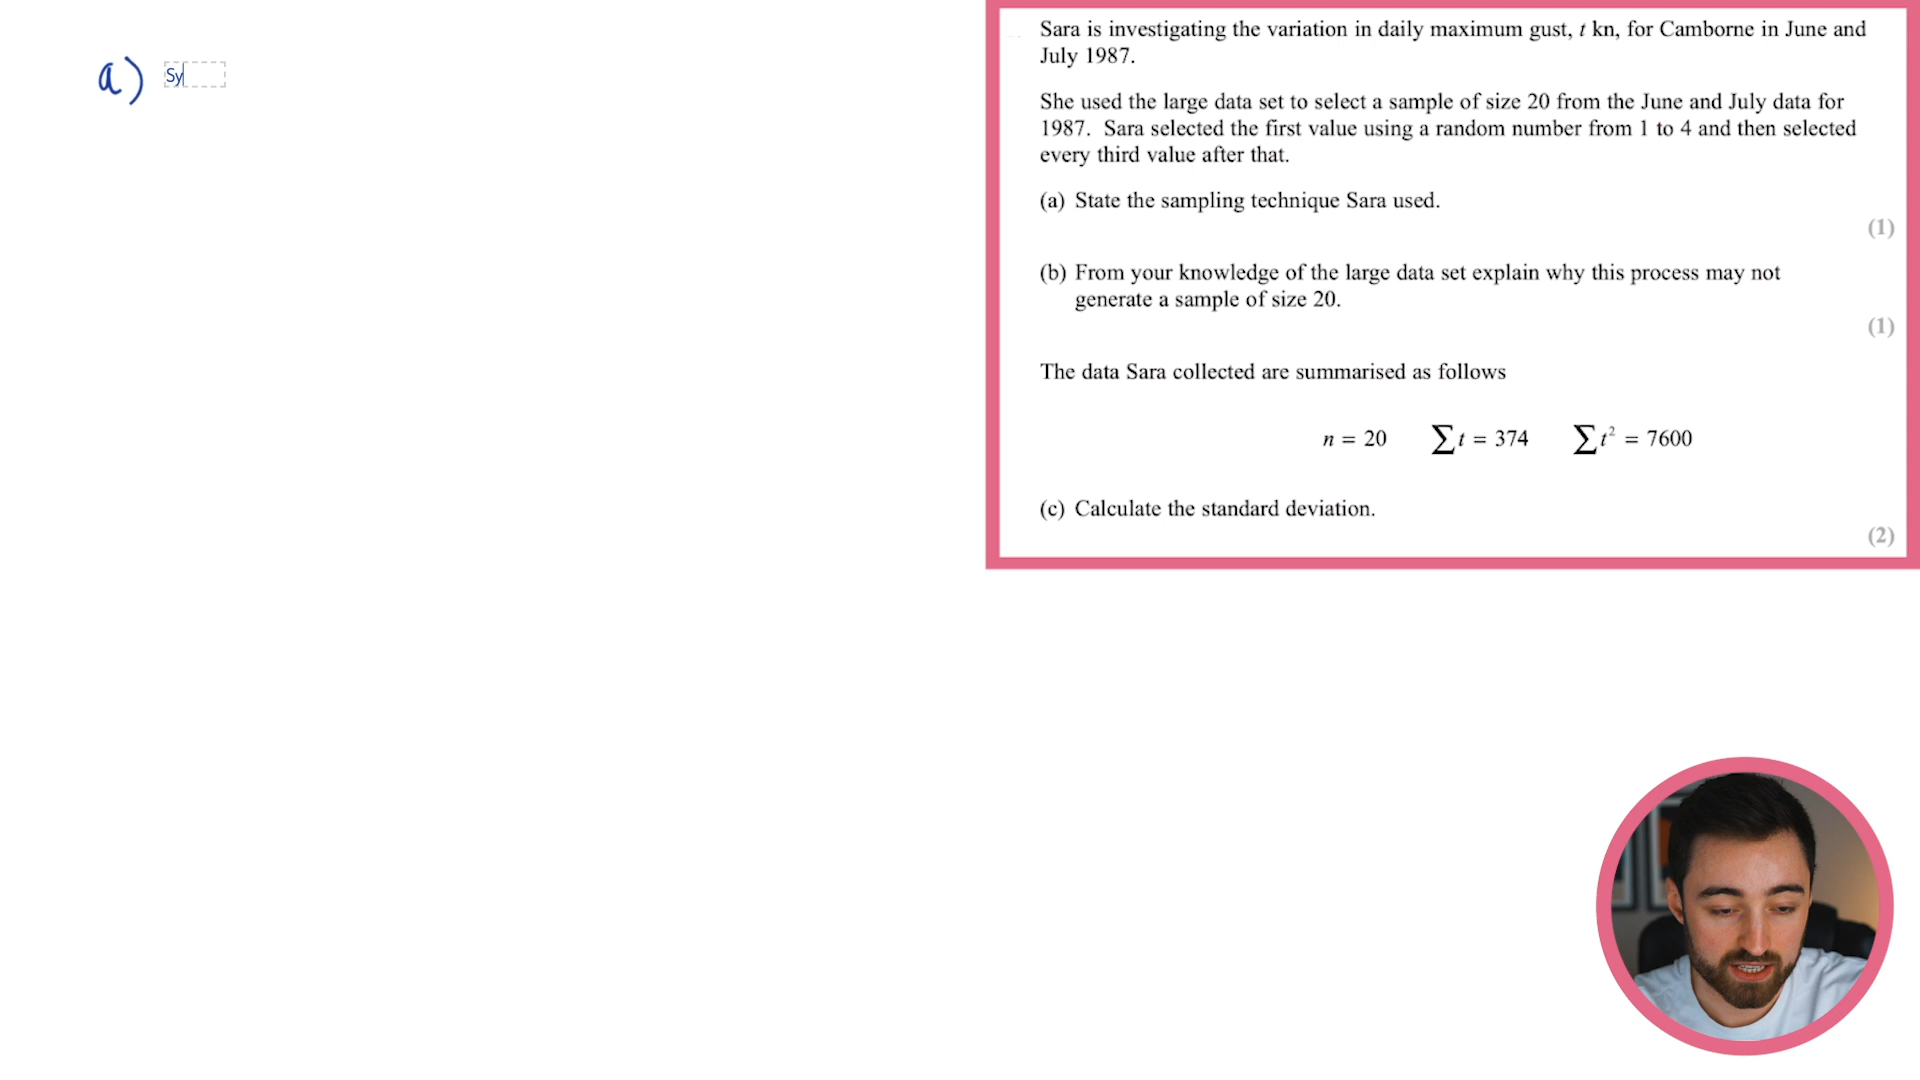 a) Sy
Sara is investigating the variation in daily maximum gust, t kn, for Camborne in June and
July 1987.
She used the large data set to select a sample of size 20 from the June and July data for
1987. Sara selected the first value using a random number from 1 to 4 and then selected
every third value after that.
(a) State the sampling technique Sara used.
(1)
(b) From your knowledge of the large data set explain why this process may not
generate a sample of size 20.
(1)
The data Sara collected are summarised as follows
n = 20 ∑t = 374 ∑t² = 7600
(c) Calculate the standard deviation.
(2)